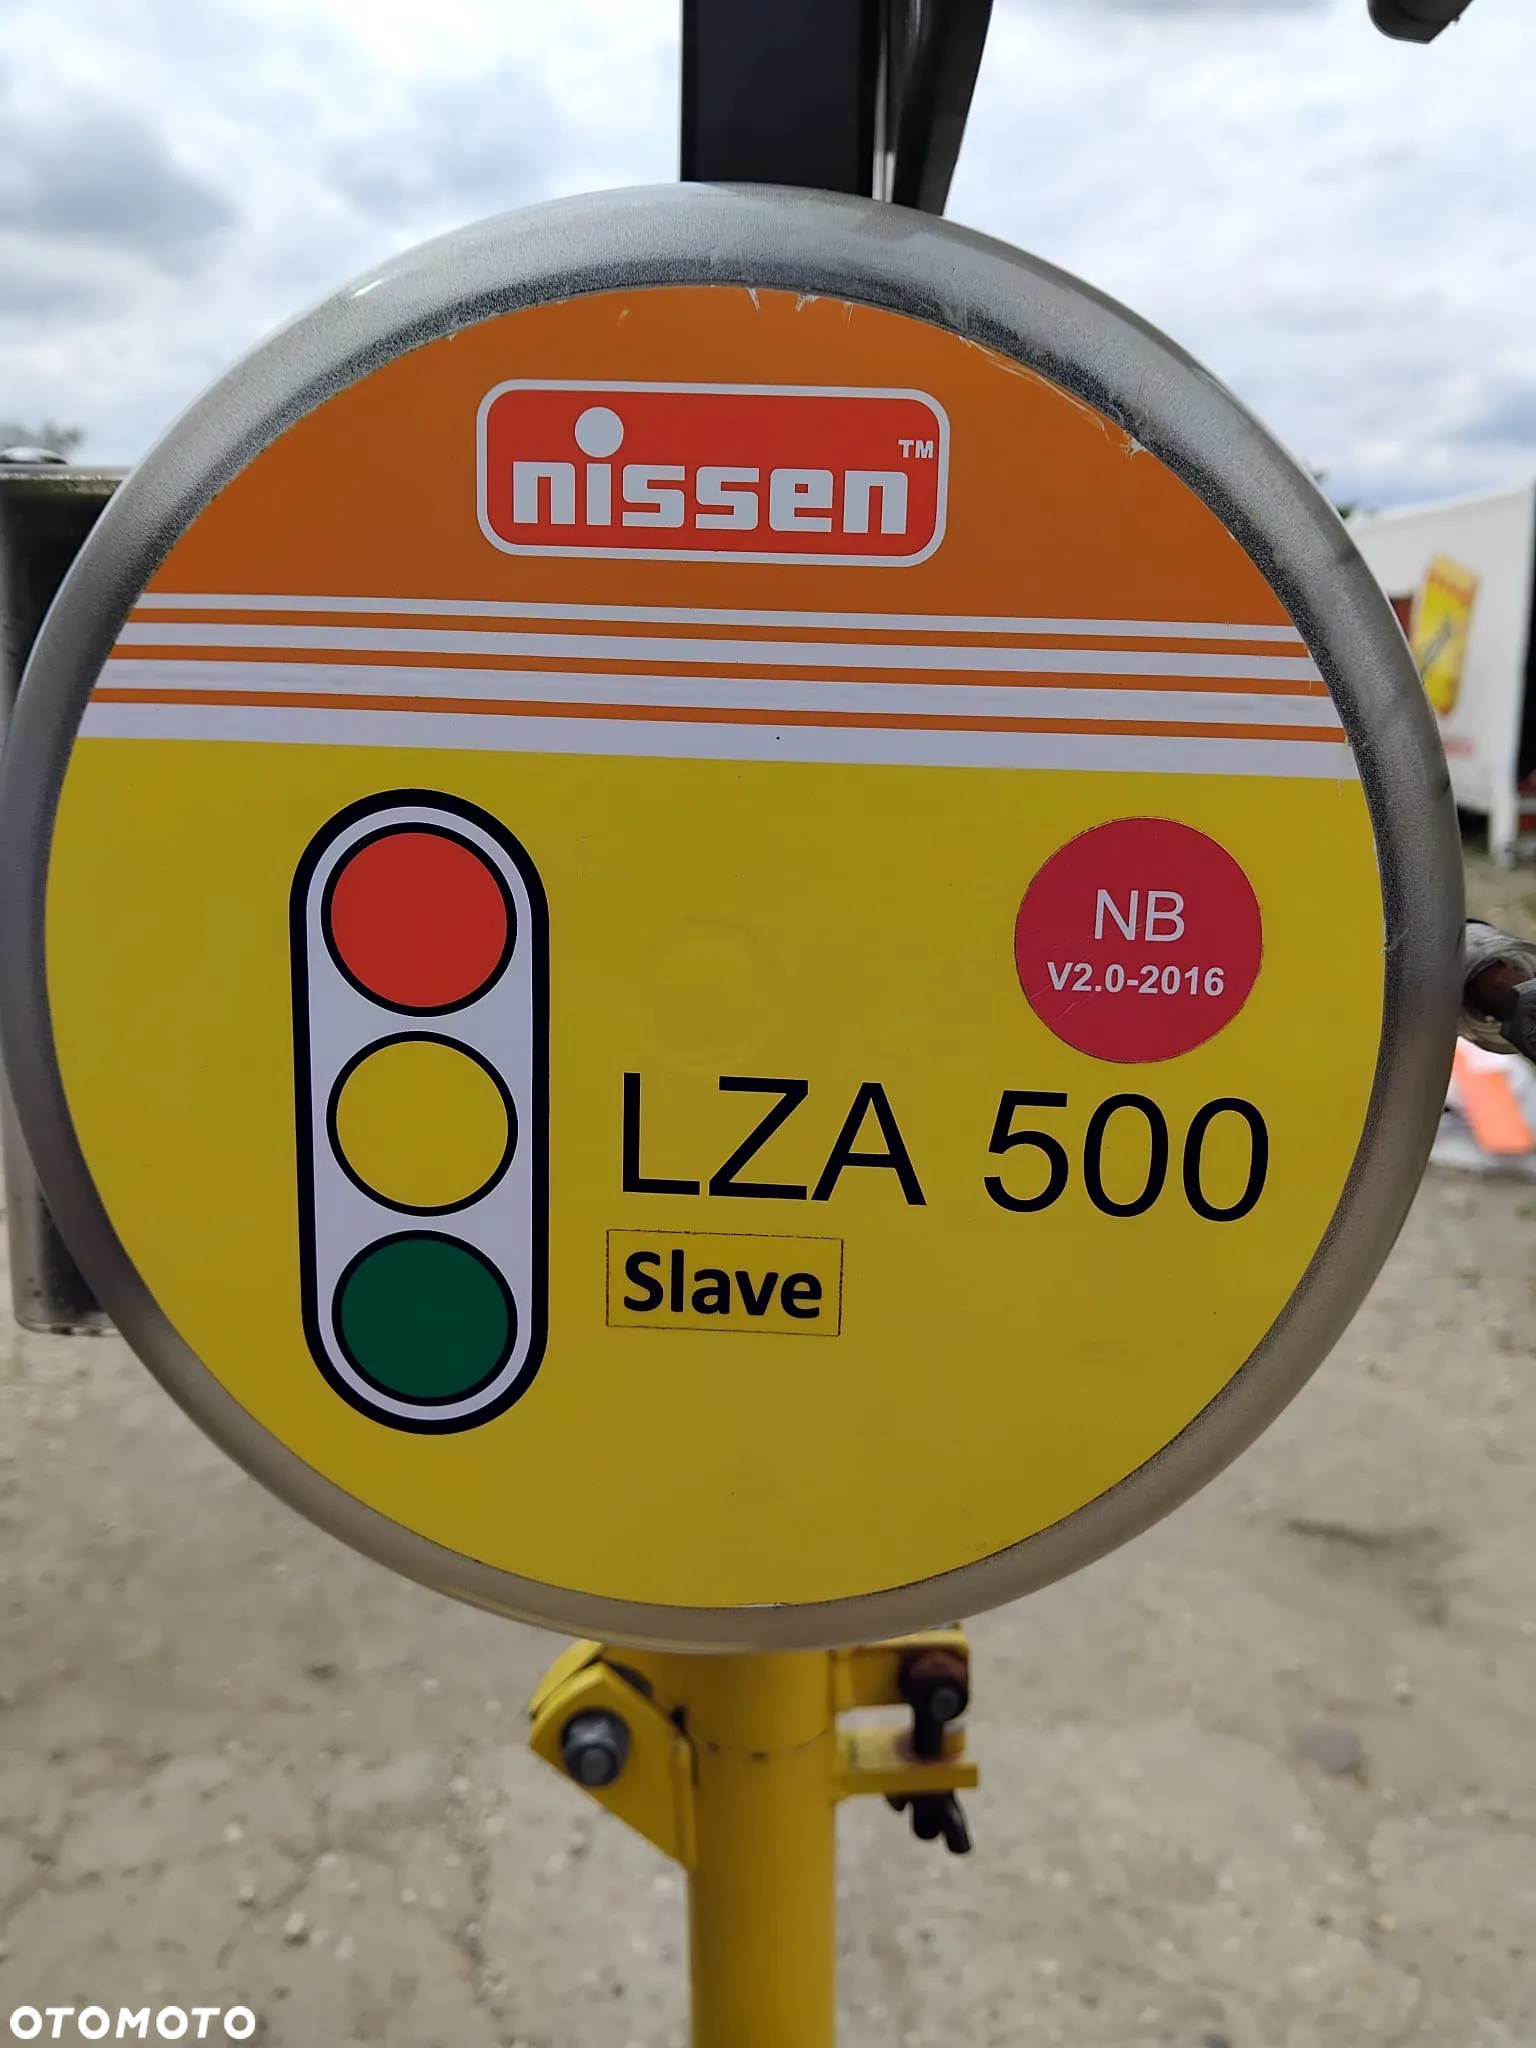 nissen™
NB
V2.0-2016
LZA 500
Slave
OTOMOTO